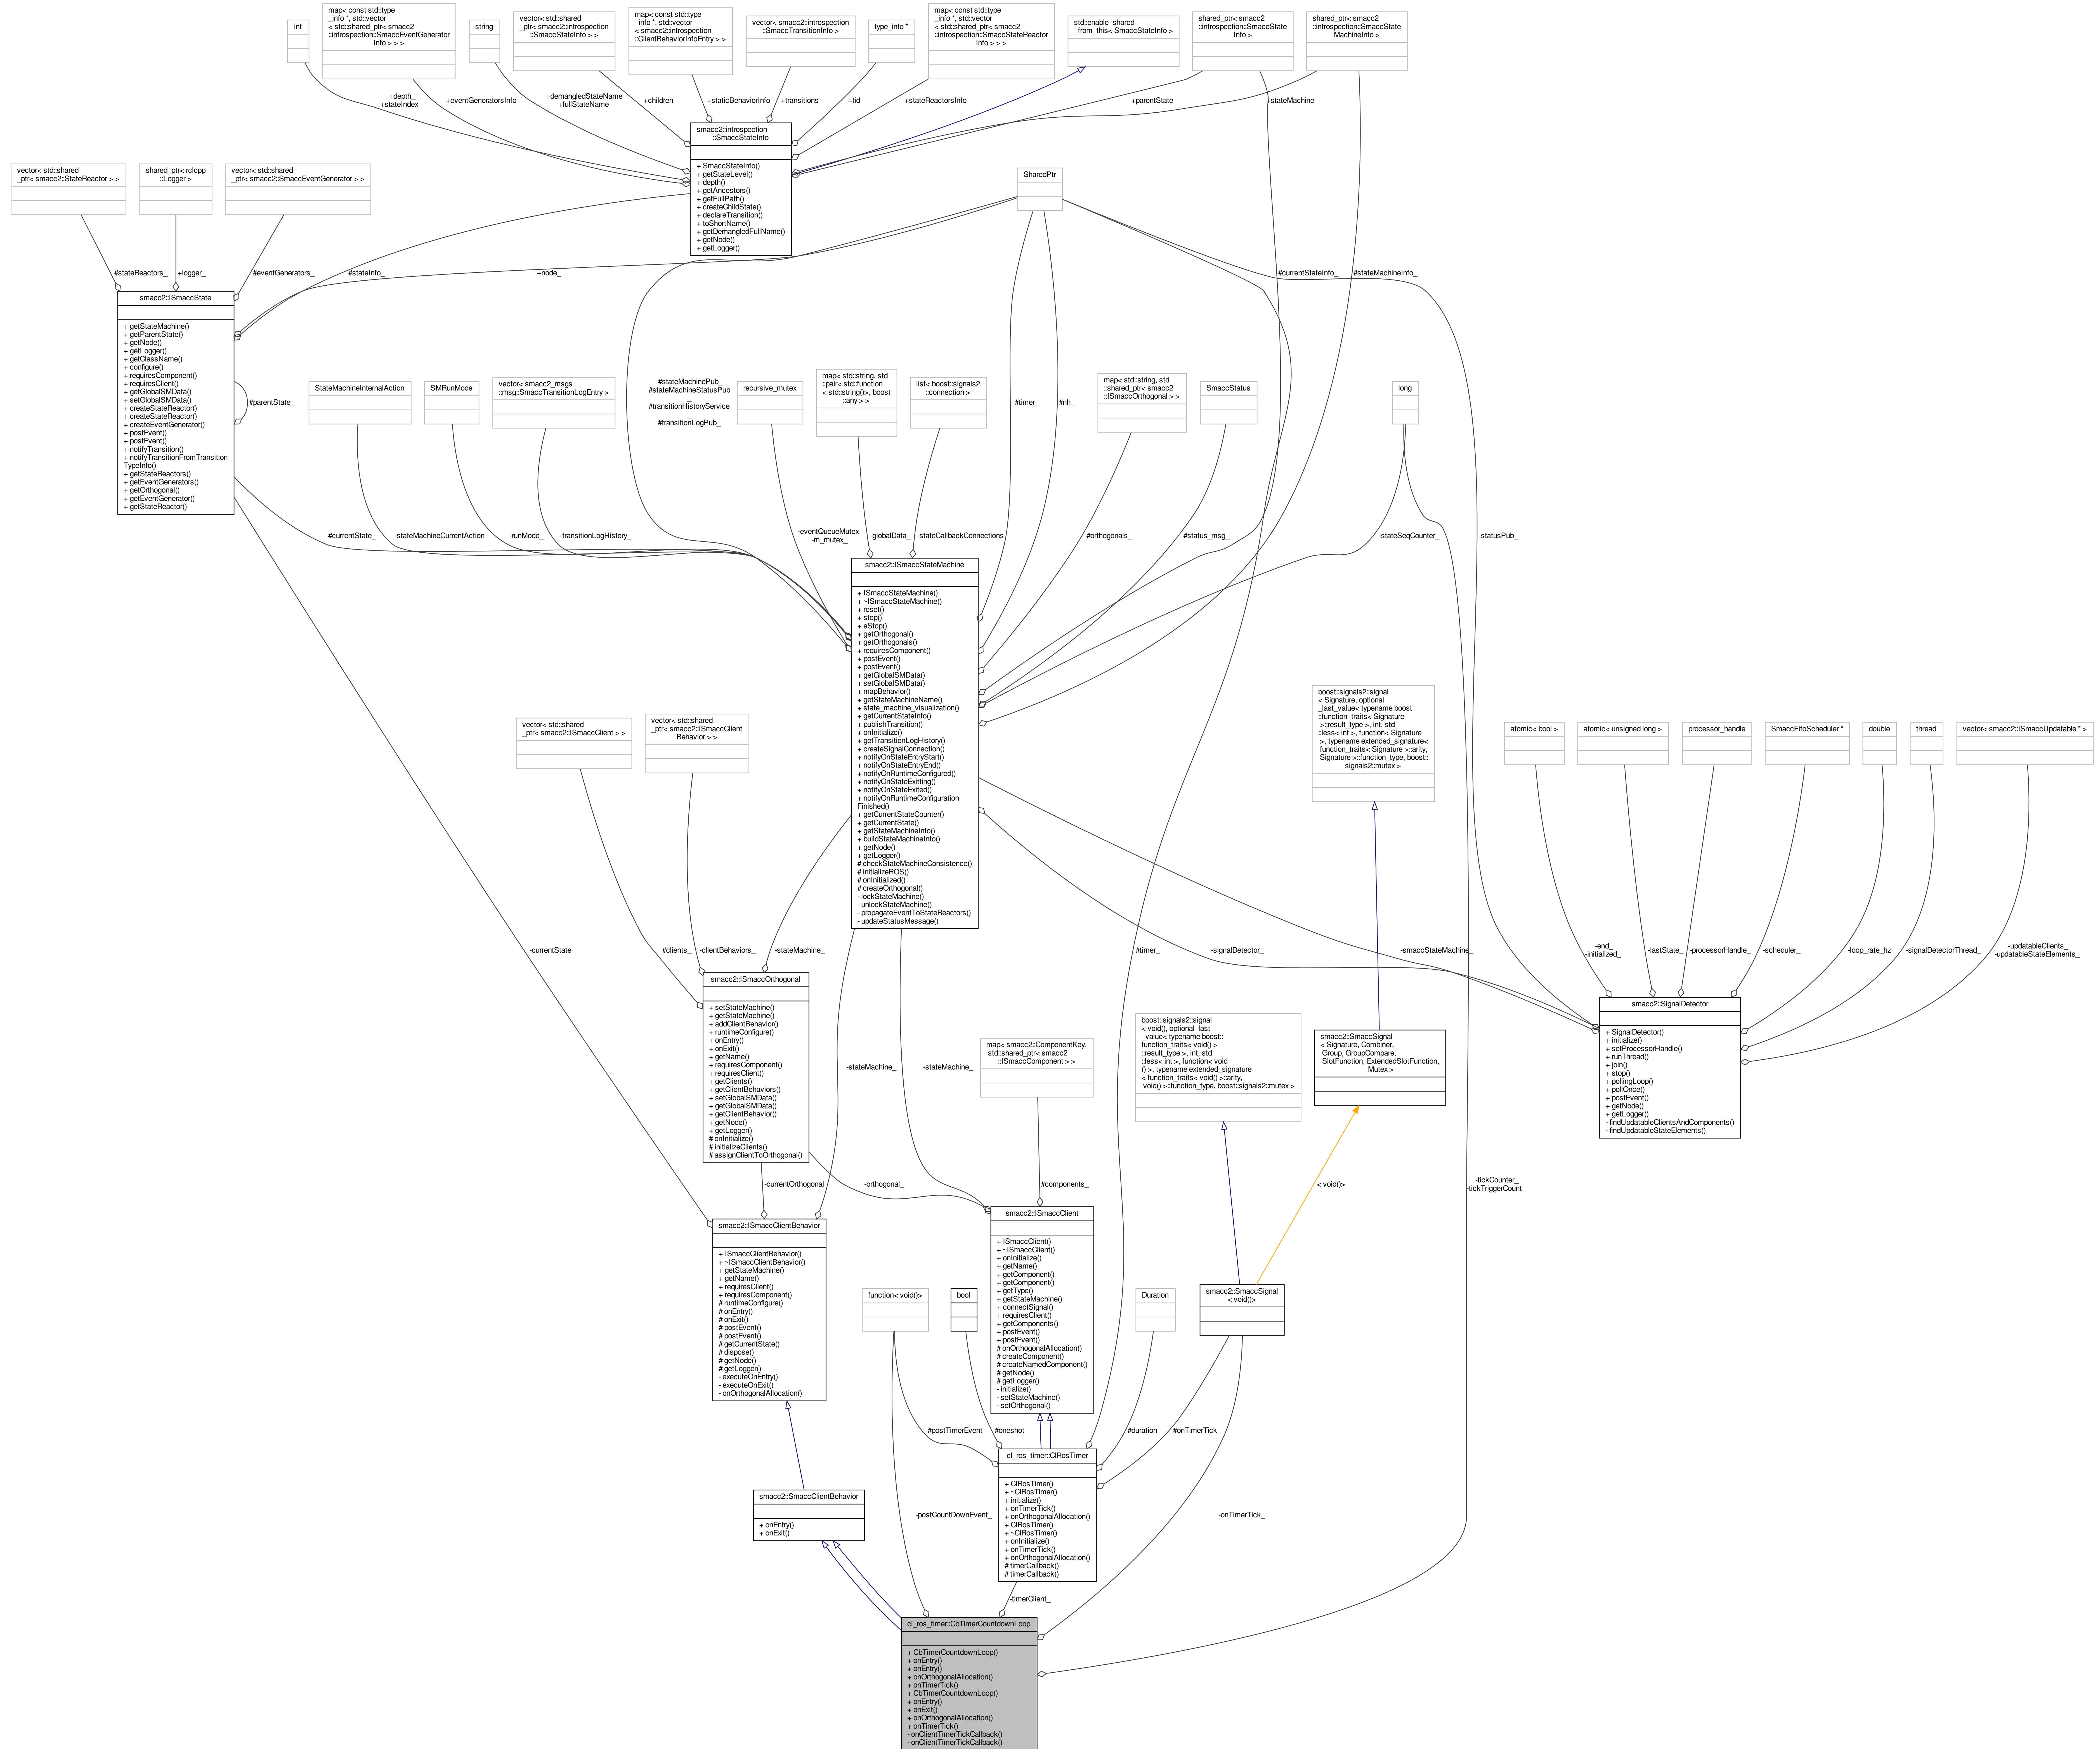 int
map< const std::type
_info *, std::vector
< std::shared_ptr< smacc2
::introspection::SmaccEventGenerator
Info > > >
string
vector< std::shared
_ptr< smacc2::introspection
::SmaccStateInfo > >
map< const std::type
_info *, std::vector
< smacc2::introspection
::ClientBehaviorInfoEntry > >
vector< smacc2::introspection
::SmaccTransitionInfo >
type_info *
map< const std::type
_info *, std::vector
< std::shared_ptr< smacc2
::introspection::SmaccStateReactor
Info > > >
std::enable_shared
_from_this< SmaccStateInfo >
shared_ptr< smacc2
::introspection::SmaccState
Info >
shared_ptr< smacc2
::introspection::SmaccState
MachineInfo >
+depth_
+stateIndex_
+eventGeneratorsInfo
+demangledStateName
+fullStateName
+children_
+staticBehaviorInfo
+transitions_
+tid_
+stateReactorsInfo
+parentState_
+stateMachine_
smacc2::introspection
::SmaccStateInfo
+ SmaccStateInfo()
+ getStateLevel()
+ depth()
+ getAncestors()
+ getFullPath()
+ createChildState()
+ declareTransition()
+ toShortName()
+ getDemangledFullName()
+ getNode()
+ getLogger()
vector< std::shared
_ptr< smacc2::StateReactor > >
shared_ptr< rclcpp
::Logger >
vector< std::shared
_ptr< smacc2::SmaccEventGenerator > >
SharedPtr
#stateReactors_
+logger_
#eventGenerators_
#stateInfo_
+node_
#currentStateInfo_
#stateMachineInfo_
smacc2::ISmaccState
+ getStateMachine()
+ getParentState()
+ getNode()
+ getLogger()
+ getClassName()
+ configure()
+ requiresComponent()
+ requiresClient()
+ getGlobalSMData()
+ setGlobalSMData()
+ createStateReactor()
+ createStateReactor()
+ createEventGenerator()
+ postEvent()
+ postEvent()
+ notifyTransition()
+ notifyTransitionFromTransition
TypeInfo()
+ getStateReactors()
+ getEventGenerators()
+ getOrthogonal()
+ getEventGenerator()
+ getStateReactor()
#parentState_
StateMachineInternalAction
SMRunMode
vector< smacc2_msgs
::msg::SmaccTransitionLogEntry >
#stateMachinePub_
#stateMachineStatusPub
_
#transitionHistoryService
_
#transitionLogPub_
recursive_mutex
map< std::string, std
::pair< std::function
< std::string()>, boost
::any > >
list< boost::signals2
::connection >
#timer_
#nh_
map< std::string, std
::shared_ptr< smacc2
::ISmaccOrthogonal > >
SmaccStatus
long
#currentState_
-stateMachineCurrentAction
-runMode_
-transitionLogHistory_
-eventQueueMutex_
-m_mutex_
-globalData_
-stateCallbackConnections
#orthogonals_
#status_msg_
-stateSeqCounter_
-statusPub_
smacc2::ISmaccStateMachine
+ ISmaccStateMachine()
+ ~ISmaccStateMachine()
+ reset()
+ stop()
+ eStop()
+ getOrthogonal()
+ getOrthogonals()
+ requiresComponent()
+ postEvent()
+ postEvent()
+ getGlobalSMData()
+ setGlobalSMData()
+ mapBehavior()
+ getStateMachineName()
+ state_machine_visualization()
+ getCurrentStateInfo()
+ publishTransition()
+ onInitialize()
+ getTransitionLogHistory()
+ createSignalConnection()
+ notifyOnStateEntryStart()
+ notifyOnStateEntryEnd()
+ notifyOnRuntimeConfigured()
+ notifyOnStateExitting()
+ notifyOnStateExited()
+ notifyOnRuntimeConfiguration
Finished()
+ getCurrentStateCounter()
+ getCurrentState()
+ getStateMachineInfo()
+ buildStateMachineInfo()
+ getNode()
+ getLogger()
# checkStateMachineConsistence()
# initializeROS()
# onInitialized()
# createOrthogonal()
- lockStateMachine()
- unlockStateMachine()
- propagateEventToStateReactors()
- updateStatusMessage()
boost::signals2::signal
< Signature, optional
_last_value< typename boost
::function_traits< Signature
>::result_type >, int, std
::less< int >, function< Signature
>, typename extended_signature<
function_traits< Signature >::arity,
Signature >::function_type, boost::
signals2::mutex >
vector< std::shared
_ptr< smacc2::ISmaccClient > >
vector< std::shared
_ptr< smacc2::ISmaccClient
Behavior > >
atomic< bool >
atomic< unsigned long >
processor_handle
SmaccFifoScheduler *
double
thread
vector< smacc2::ISmaccUpdatable * >
-currentState
#clients_
-clientBehaviors_
-stateMachine_
#timer_
-signalDetector_
-smaccStateMachine_
-end_
-initialized_
-lastState_
-processorHandle_
-scheduler_
-loop_rate_hz
-signalDetectorThread_
-updatableClients_
-updatableStateElements_
smacc2::ISmaccOrthogonal
+ setStateMachine()
+ getStateMachine()
+ addClientBehavior()
+ runtimeConfigure()
+ onEntry()
+ onExit()
+ getName()
+ requiresComponent()
+ requiresClient()
+ getClients()
+ getClientBehaviors()
+ setGlobalSMData()
+ getGlobalSMData()
+ getClientBehavior()
+ getNode()
+ getLogger()
# onInitialize()
# initializeClients()
# assignClientToOrthogonal()
smacc2::SignalDetector
+ SignalDetector()
+ initialize()
+ setProcessorHandle()
+ runThread()
+ join()
+ stop()
+ pollingLoop()
+ pollOnce()
+ postEvent()
+ getNode()
+ getLogger()
- findUpdatableClientsAndComponents()
- findUpdatableStateElements()
-stateMachine_
-stateMachine_
map< smacc2::ComponentKey,
std::shared_ptr< smacc2
::ISmaccComponent > >
boost::signals2::signal
< void(), optional_last
_value< typename boost::
function_traits< void() >
::result_type >, int, std
::less< int >, function< void
() >, typename extended_signature
< function_traits< void() >::arity,
void() >::function_type, boost::signals2::mutex >
smacc2::SmaccSignal
< Signature, Combiner,
Group, GroupCompare,
SlotFunction, ExtendedSlotFunction,
Mutex >
-currentOrthogonal
-orthogonal_
#components_
< void()>
-tickCounter_
-tickTriggerCount_
smacc2::ISmaccClientBehavior
+ ISmaccClientBehavior()
+ ~ISmaccClientBehavior()
+ getStateMachine()
+ getName()
+ requiresClient()
+ requiresComponent()
# runtimeConfigure()
# onEntry()
# onExit()
# postEvent()
# postEvent()
# getCurrentState()
# dispose()
# getNode()
# getLogger()
- executeOnEntry()
- executeOnExit()
- onOrthogonalAllocation()
smacc2::ISmaccClient
+ ISmaccClient()
+ ~ISmaccClient()
+ onInitialize()
+ getName()
+ getComponent()
+ getComponent()
+ getType()
+ getStateMachine()
+ connectSignal()
+ requiresClient()
+ getComponents()
+ postEvent()
+ postEvent()
# onOrthogonalAllocation()
# createComponent()
# createNamedComponent()
# getNode()
# getLogger()
- initialize()
- setStateMachine()
- setOrthogonal()
function< void()>
bool
Duration
smacc2::SmaccSignal
< void()>
#postTimerEvent_
#oneshot_
#duration_
#onTimerTick_
cl_ros_timer::ClRosTimer
+ ClRosTimer()
+ ~ClRosTimer()
+ initialize()
+ onTimerTick()
+ onOrthogonalAllocation()
+ ClRosTimer()
+ ~ClRosTimer()
+ onInitialize()
+ onTimerTick()
+ onOrthogonalAllocation()
# timerCallback()
# timerCallback()
smacc2::SmaccClientBehavior
+ onEntry()
+ onExit()
-postCountDownEvent_
-onTimerTick_
-timerClient_
cl_ros_timer::CbTimerCountdownLoop
+ CbTimerCountdownLoop()
+ onEntry()
+ onEntry()
+ onOrthogonalAllocation()
+ onTimerTick()
+ CbTimerCountdownLoop()
+ onEntry()
+ onExit()
+ onOrthogonalAllocation()
+ onTimerTick()
- onClientTimerTickCallback()
- onClientTimerTickCallback()